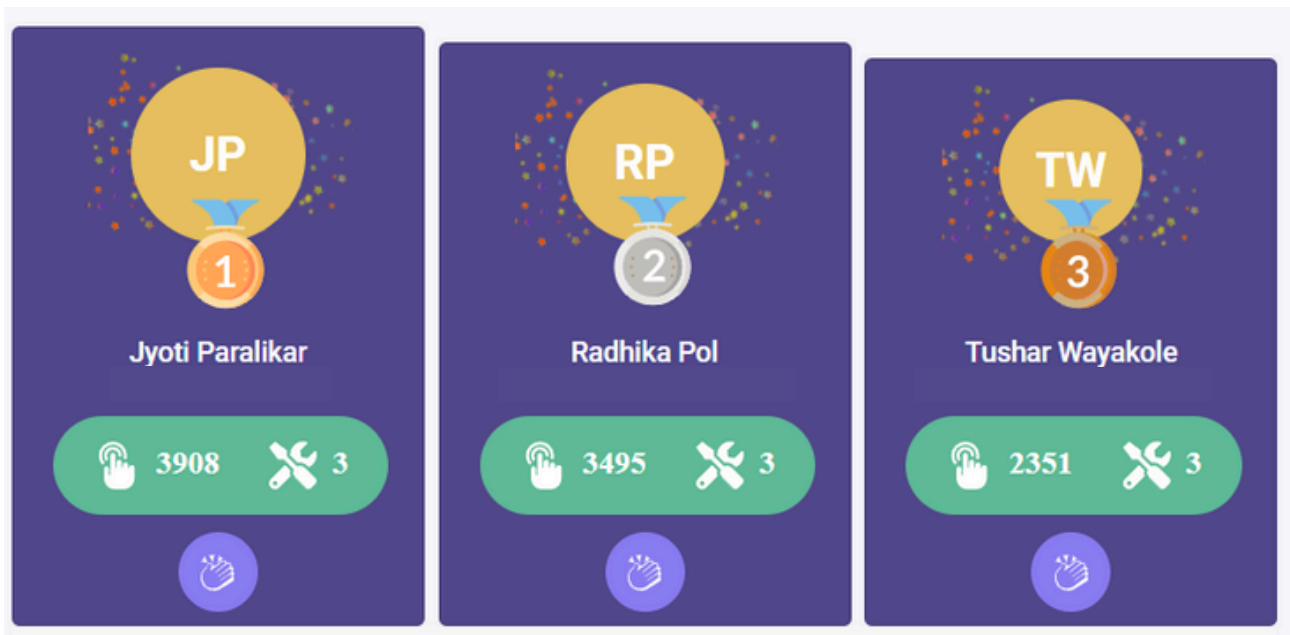 JP
1
Jyoti Paralikar
3908 3
RP
2
Radhika Pol
3495 3
TW
3
Tushar Wayakole
2351 3